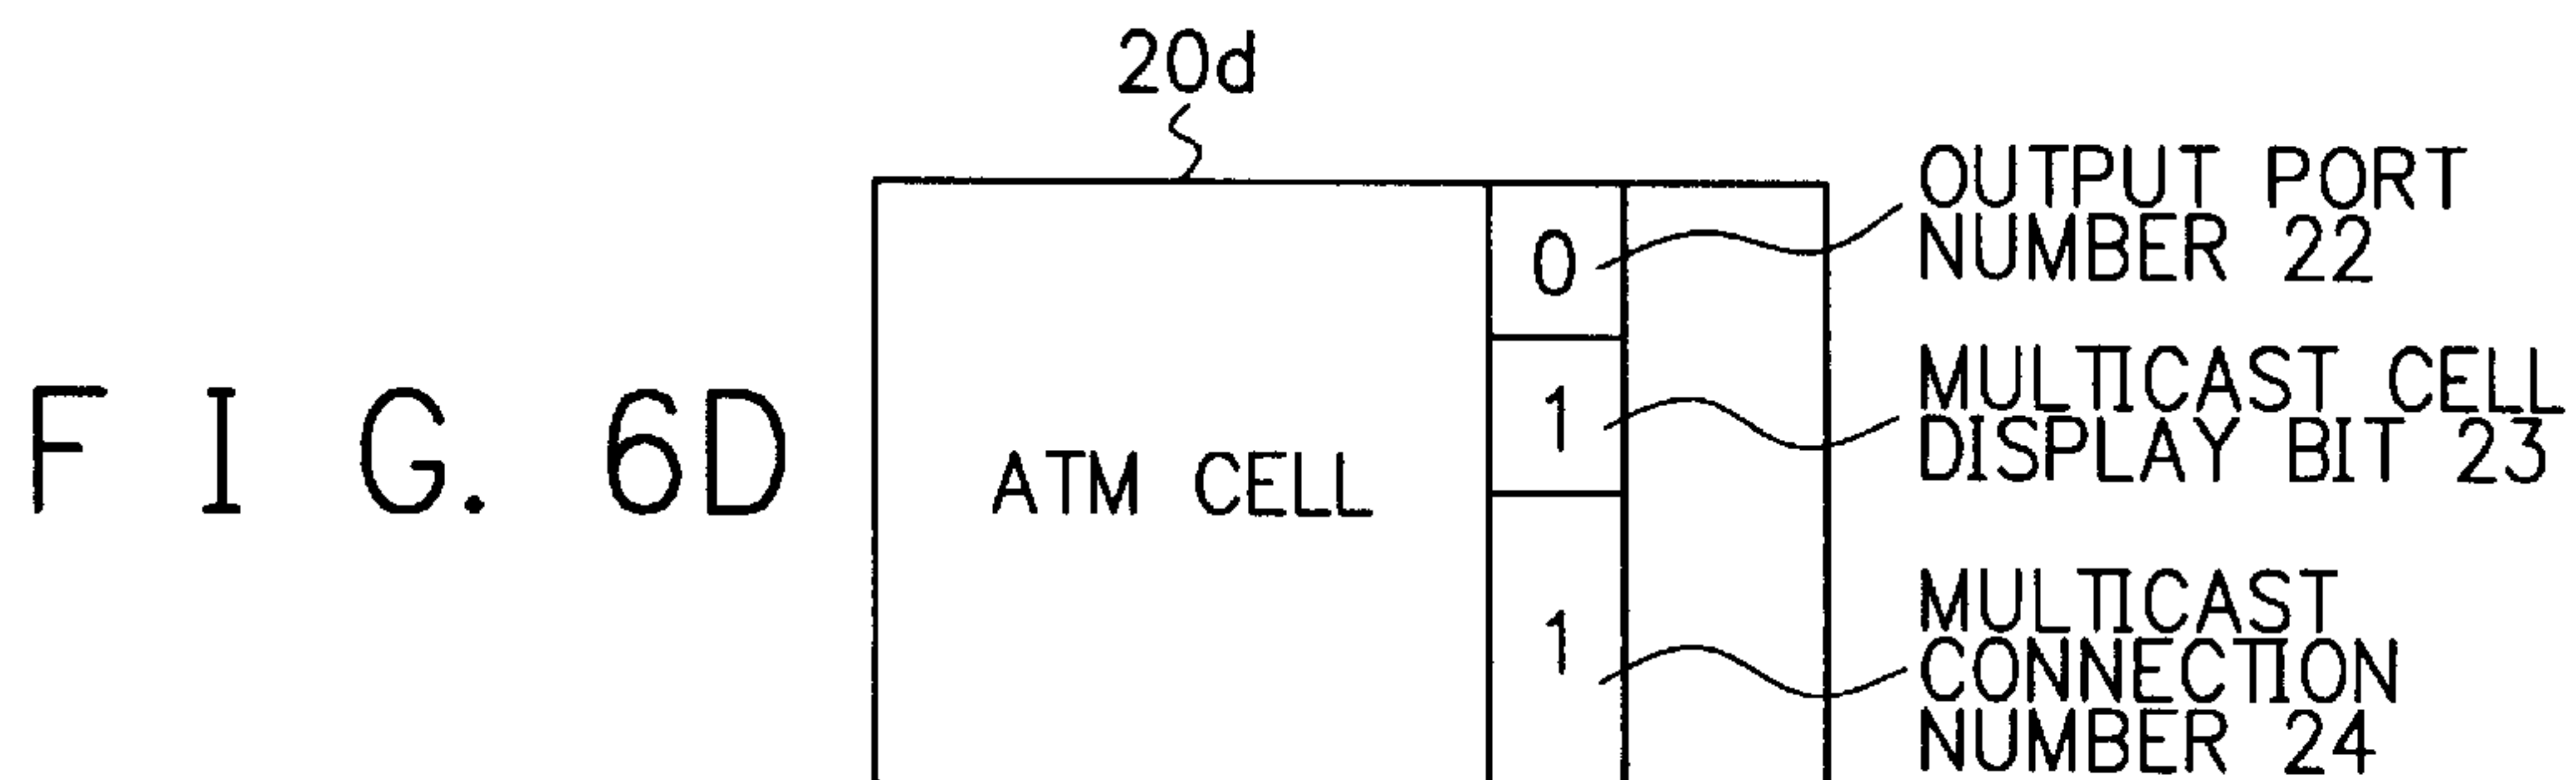 20d
F I G. 6D
ATM CELL
0
1
1
OUTPUT PORT
NUMBER 22
MULTICAST CELL
DISPLAY BIT 23
MULTICAST
CONNECTION
NUMBER 24